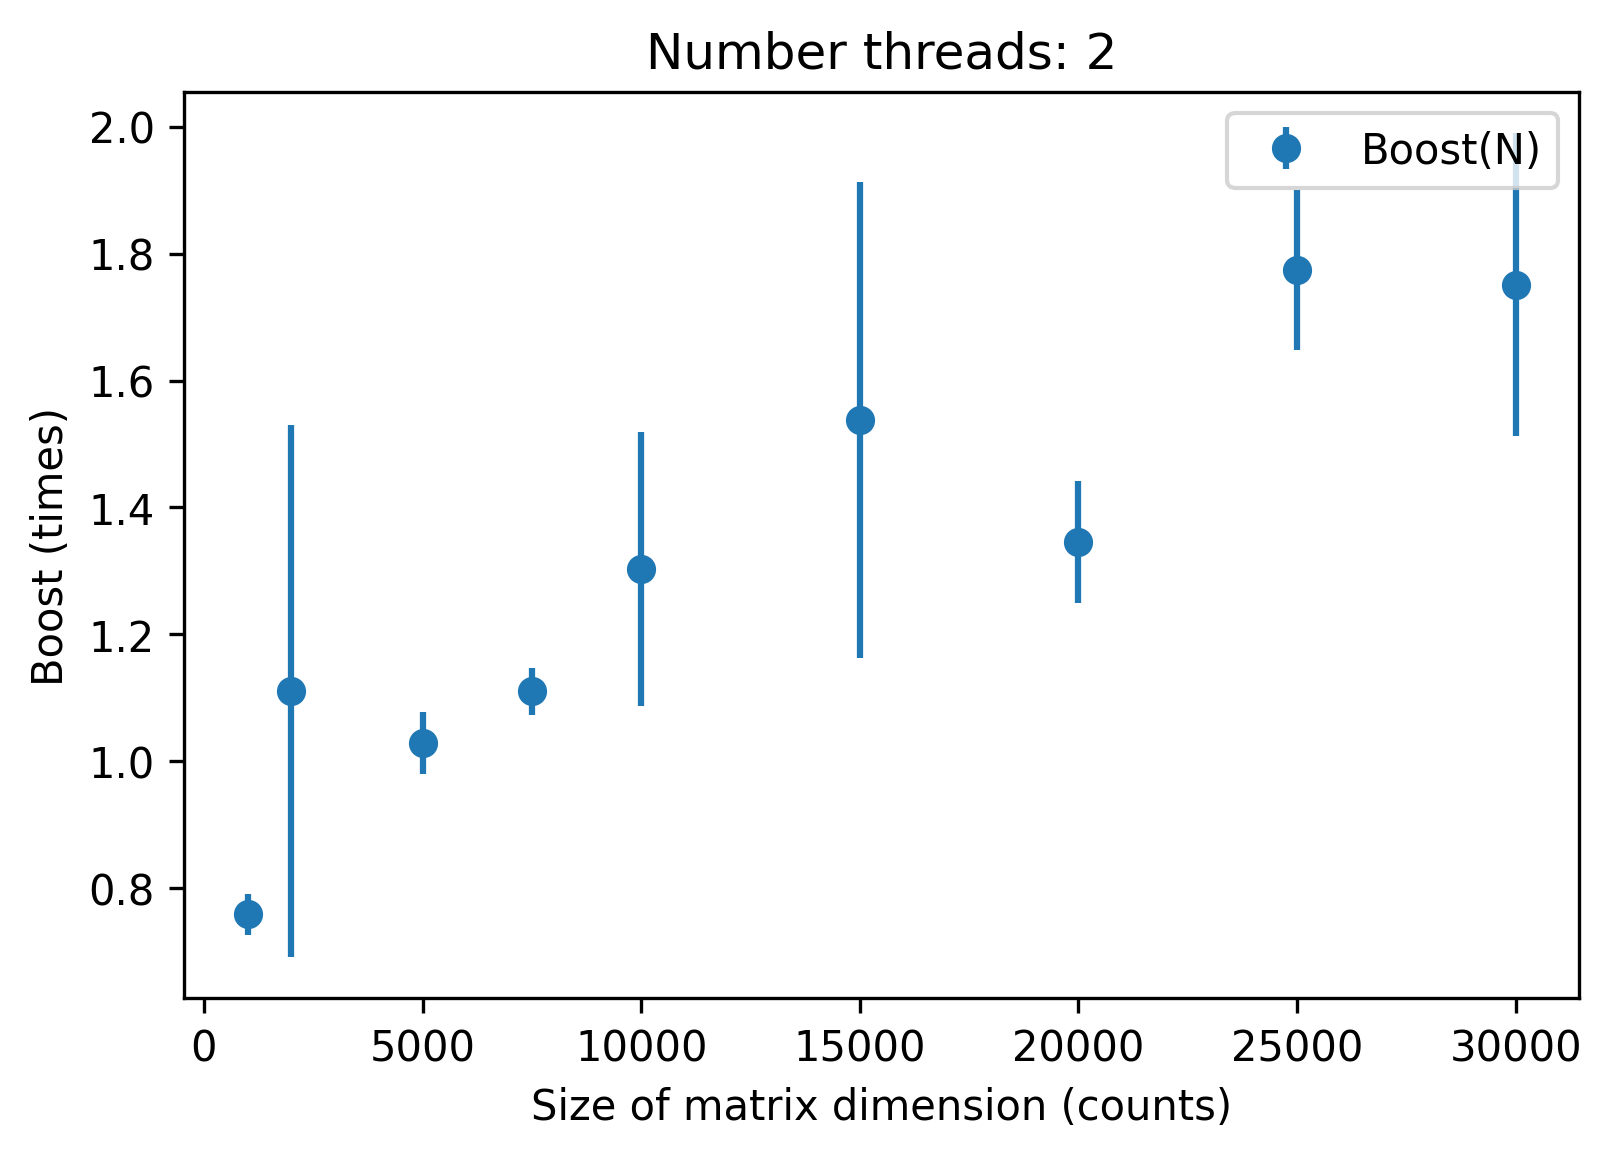 Number threads: 2
Boost(N)
2.0
1.8
1.6
1.4
1.2
1.0
0.8
Boost (times)
0 5000 10000 15000 20000 25000 30000
Size of matrix dimension (counts)